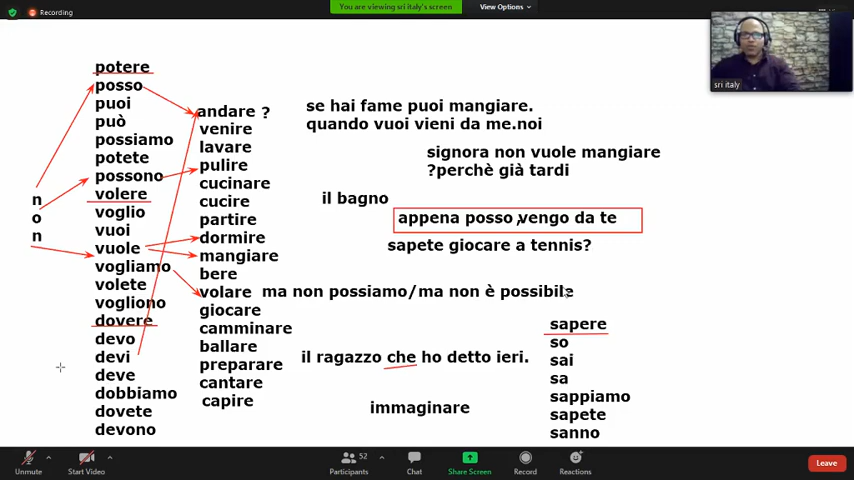 Recording
You are viewing sri italy's screen
View Options
sri italy
potere
posso
puoi
può
possiamo
potete
possono
volere
voglio
vuoi
vuole
vogliamo
volete
vogliono
dovere
devo
devi
deve
dobbiamo
dovete
devono
n
o
n
andare ?
venire
lavare
pulire
cucinare
cucire
partire
dormire
mangiare
bere
volare
giocare
camminare
ballare
preparare
cantare
capire
se hai fame puoi mangiare.
quando vuoi vieni da me.noi
signora non vuole mangiare
?perchè già tardi
il bagno
appena posso ,vengo da te
sapete giocare a tennis?
ma non possiamo/ma non è possibile
il ragazzo che ho detto ieri.
immaginare
sapere
so
sai
sa
sappiamo
sapete
sanno
Unmute
Start Video
52
Participants
Chat
Share Screen
Record
Reactions
Leave